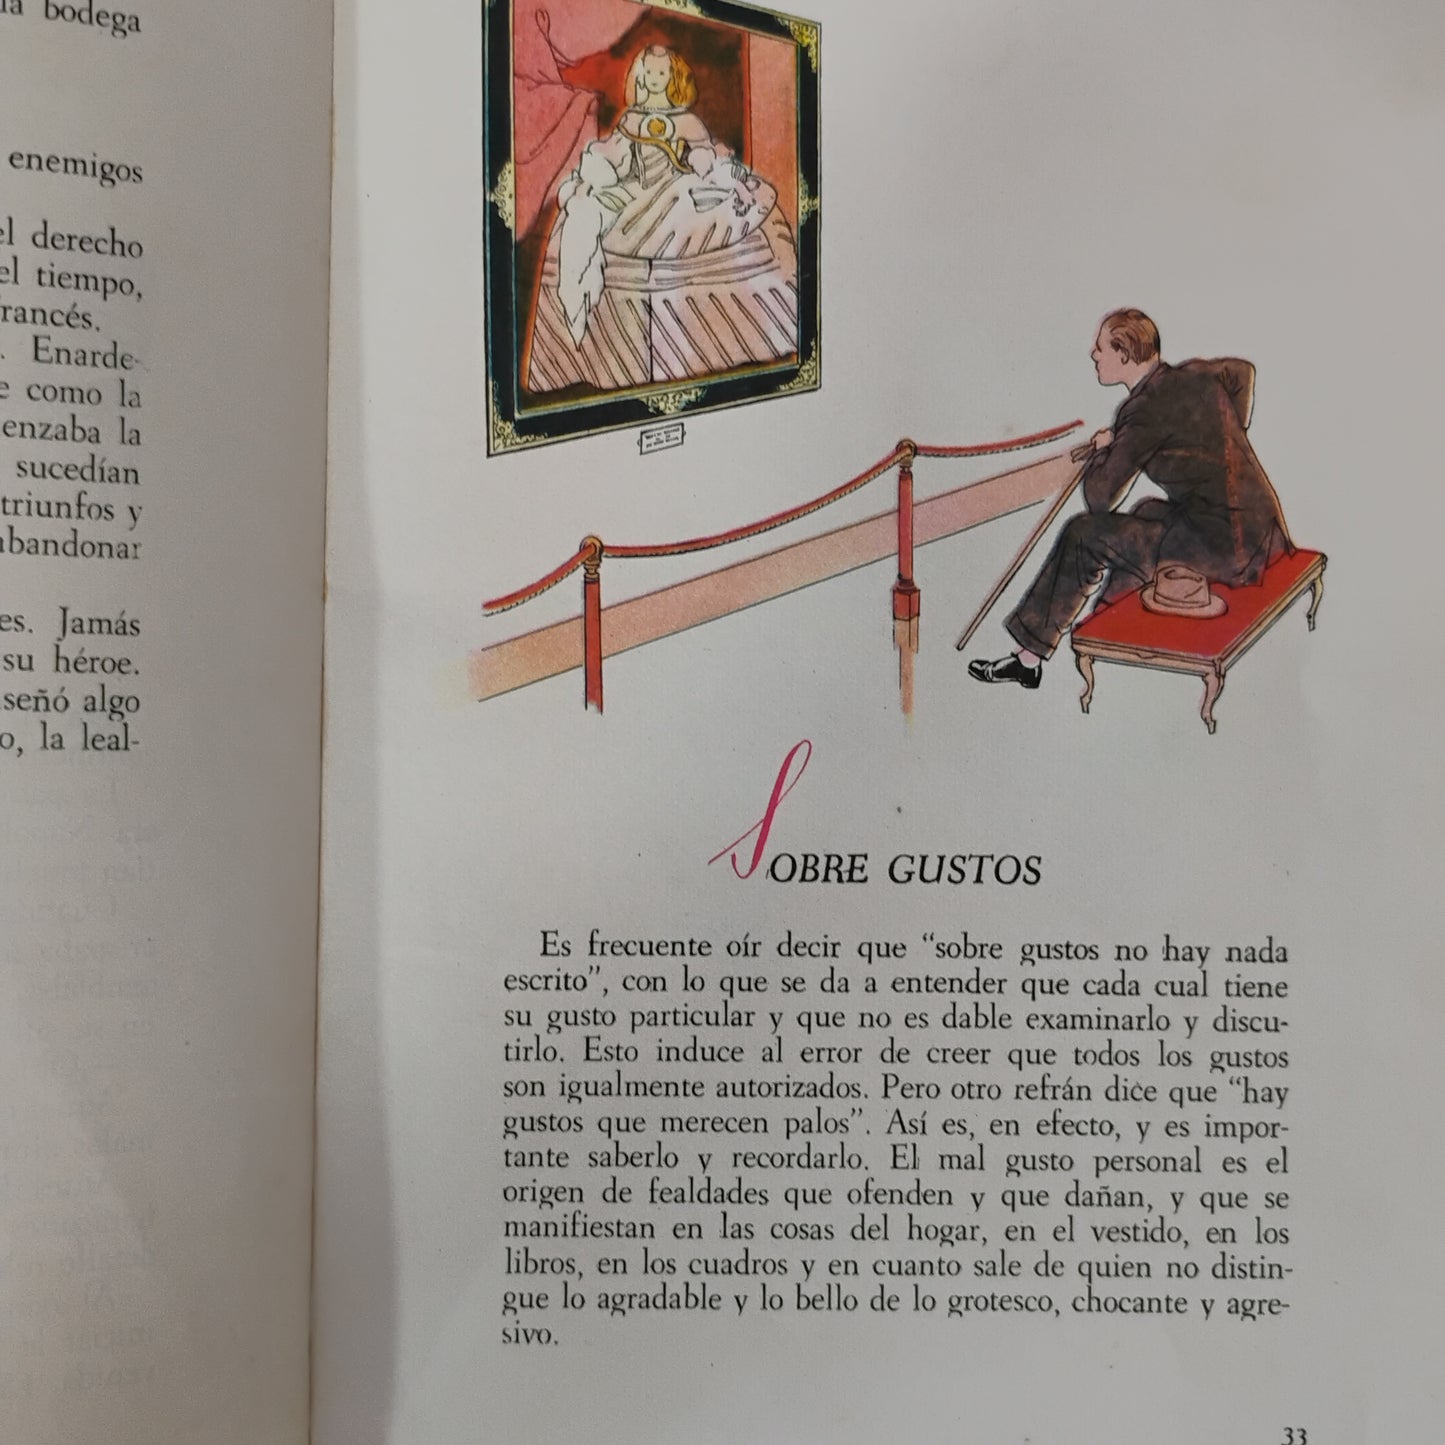 la bodega
enemigos
el derecho
el tiempo,
francés.
. Enarde-
e como la
enzaba la
sucedían
triunfos y
abandonar
es. Jamás
su héroe.
señó algo
o, la leal-
SOBRE GUSTOS
Es frecuente oír decir que “sobre gustos no hay nada
escrito”, con lo que se da a entender que cada cual tiene
su gusto particular y que no es dable examinarlo y discu-
tirlo. Esto induce al error de creer que todos los gustos
son igualmente autorizados. Pero otro refrán dice que “hay
gustos que merecen palos”. Así es, en efecto, y es impor-
tante saberlo y recordarlo. El mal gusto personal es el
origen de fealdades que ofenden y que dañan, y que se
manifiestan en las cosas del hogar, en el vestido, en los
libros, en los cuadros y en cuanto sale de quien no distin-
gue lo agradable y lo bello de lo grotesco, chocante y agre-
sivo.
33